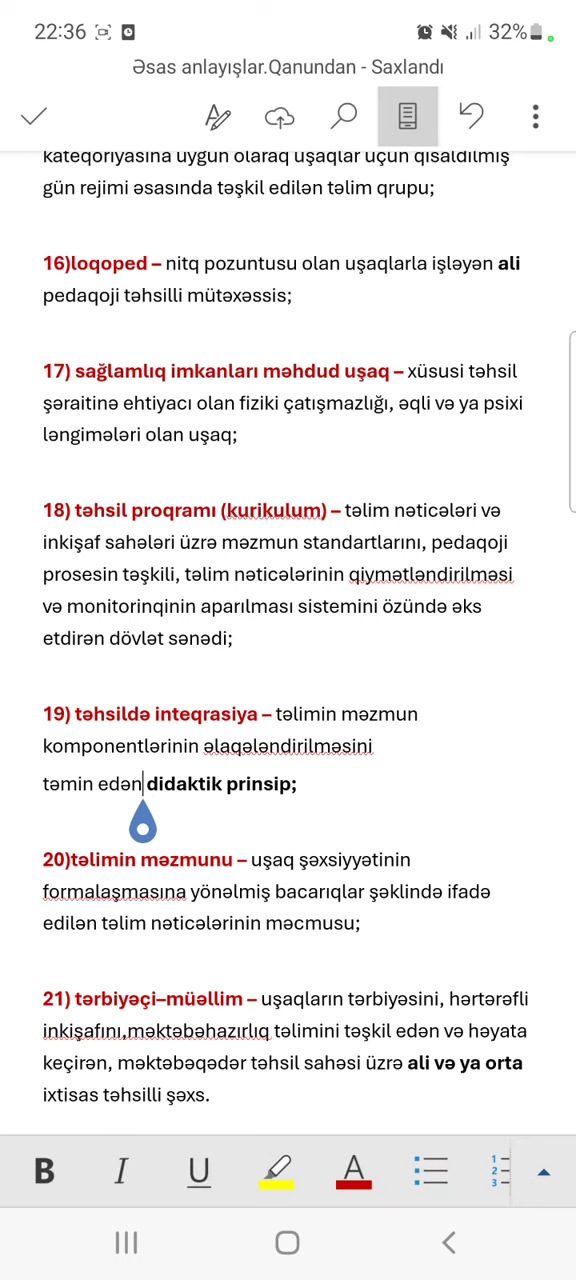 22:36
32%
Əsas anlayışlar.Qanundan - Saxlandı
kateqoriyasına uyğun olaraq uşaqlar üçün qısaldılmış
gün rejimi əsasında təşkil edilən təlim qrupu;
16)loqoped – nitq pozuntusu olan uşaqlarla işləyən ali
pedaqoji təhsilli mütəxəssis;
17) sağlamlıq imkanları məhdud uşaq – xüsusi təhsil
şəraitinə ehtiyacı olan fiziki çatışmazlığı, əqli və ya psixi
ləngimələri olan uşaq;
18) təhsil proqramı (kurikulum) – təlim nəticələri və
inkişaf sahələri üzrə məzmun standartlarını, pedaqoji
prosesin təşkili, təlim nəticələrinin qiymətləndirilməsi
və monitorinqinin aparılması sistemini özündə əks
etdirən dövlət sənədi;
19) təhsildə inteqrasiya – təlimin məzmun
komponentlərinin əlaqələndirilməsini
təmin edən didaktik prinsip;
20)təlimin məzmunu – uşaq şəxsiyyətinin
formalaşmasına yönəlmiş bacarıqlar şəklində ifadə
edilən təlim nəticələrinin məcmusu;
21) tərbiyəçi–müəllim – uşaqların tərbiyəsini, hərtərəfli
inkişafını,məktəbəhazırlıq təlimini təşkil edən və həyata
keçirən, məktəbəqədər təhsil sahəsi üzrə ali və ya orta
ixtisas təhsilli şəxs.
B I U A